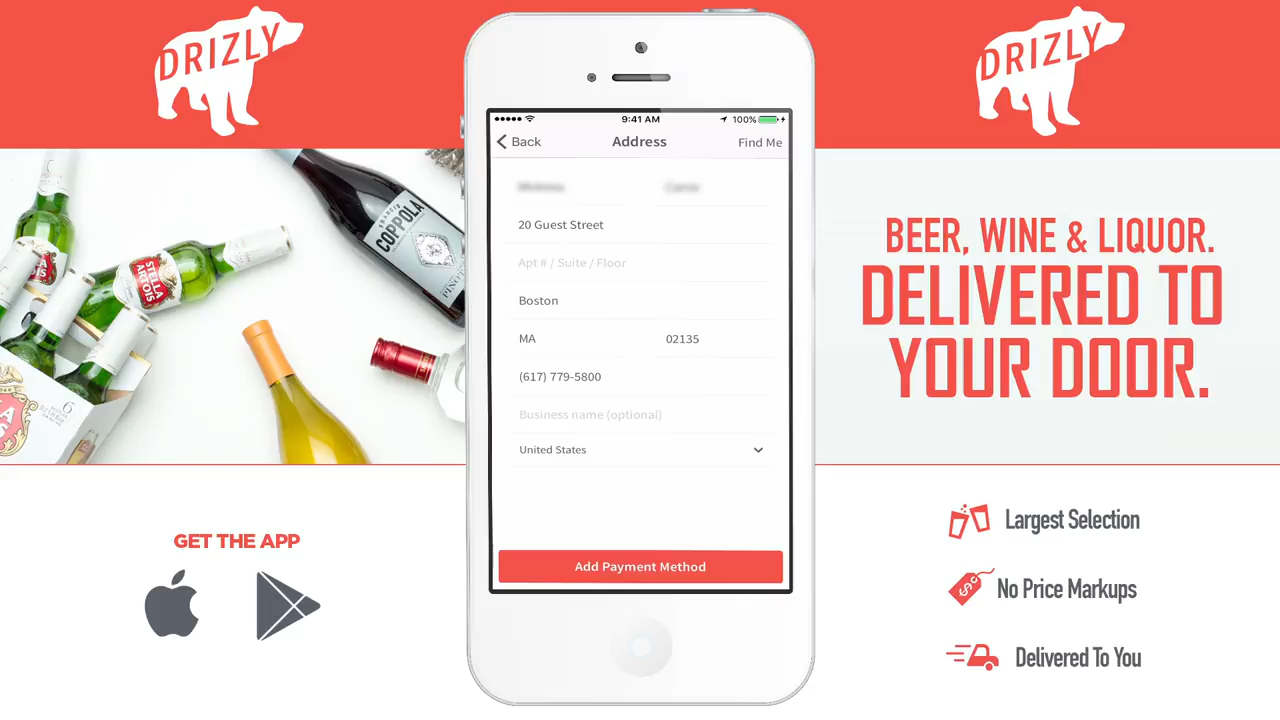 DRIZLY
DRIZLY
9:41 AM
100%
Back
Address
Find Me
20 Guest Street
Apt # / Suite / Floor
Boston
MA
02135
(617) 779-5800
Business name (optional)
United States
Add Payment Method
COPPOLA
PINOT
STELLA
ARTOIS
6
BEER, WINE & LIQUOR.
DELIVERED TO
YOUR DOOR.
GET THE APP
Largest Selection
No Price Markups
Delivered To You